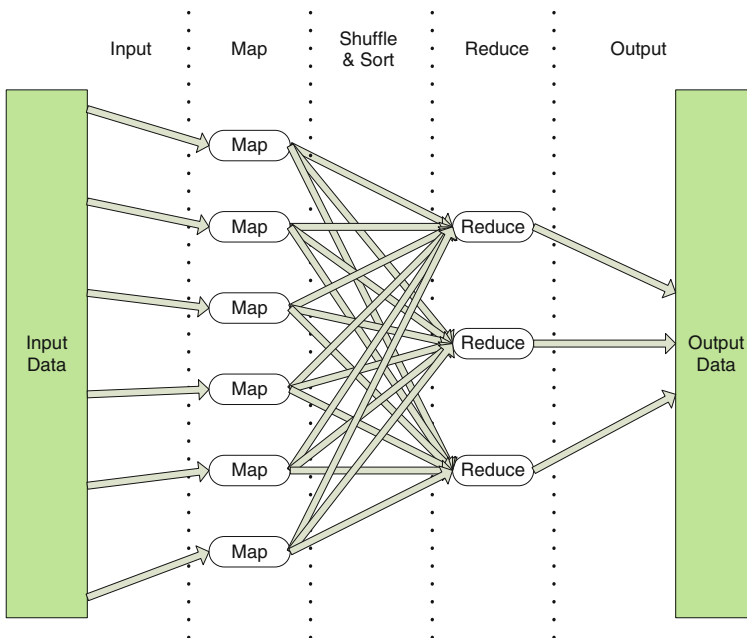 Input
Map
Shuffle
& Sort
Reduce
Output
Map
Map
Map
Map
Map
Map
Reduce
Reduce
Reduce
Input
Data
Output
Data